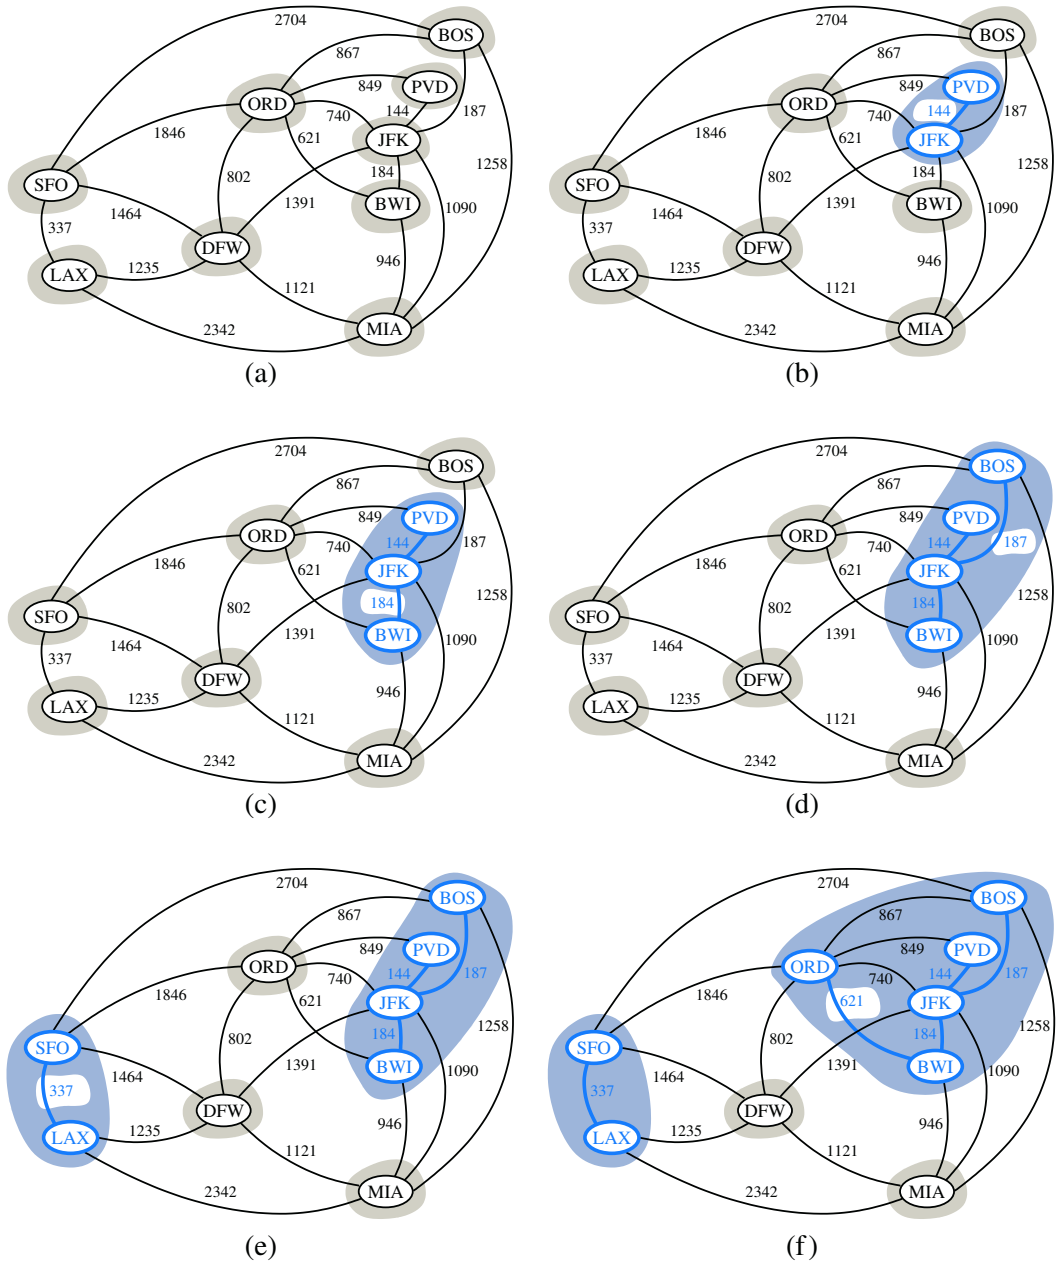 2704
BOS
867
849
PVD
ORD
144
187
740
1846
621
JFK
1258
184
SFO
802
1464
1391
BWI
1090
337
DFW
LAX
1235
946
1121
2342
MIA
(a)
2704
BOS
867
849
PVD
ORD
144
187
740
1846
621
JFK
1258
184
SFO
802
1464
1391
BWI
1090
337
DFW
LAX
1235
946
1121
2342
MIA
(b)
2704
BOS
867
849
PVD
ORD
144
187
740
1846
621
JFK
1258
184
SFO
802
1464
1391
BWI
1090
337
DFW
LAX
1235
946
1121
2342
MIA
(c)
2704
BOS
867
849
PVD
ORD
144
187
740
1846
621
JFK
1258
184
SFO
802
1464
1391
BWI
1090
337
DFW
LAX
1235
946
1121
2342
MIA
(d)
2704
BOS
867
849
PVD
ORD
144
187
740
1846
621
JFK
1258
184
SFO
802
1464
1391
BWI
1090
337
DFW
LAX
1235
946
1121
2342
MIA
(e)
2704
BOS
867
849
PVD
ORD
144
187
740
1846
621
JFK
1258
184
SFO
802
1464
1391
BWI
1090
337
DFW
LAX
1235
946
1121
2342
MIA
(f)